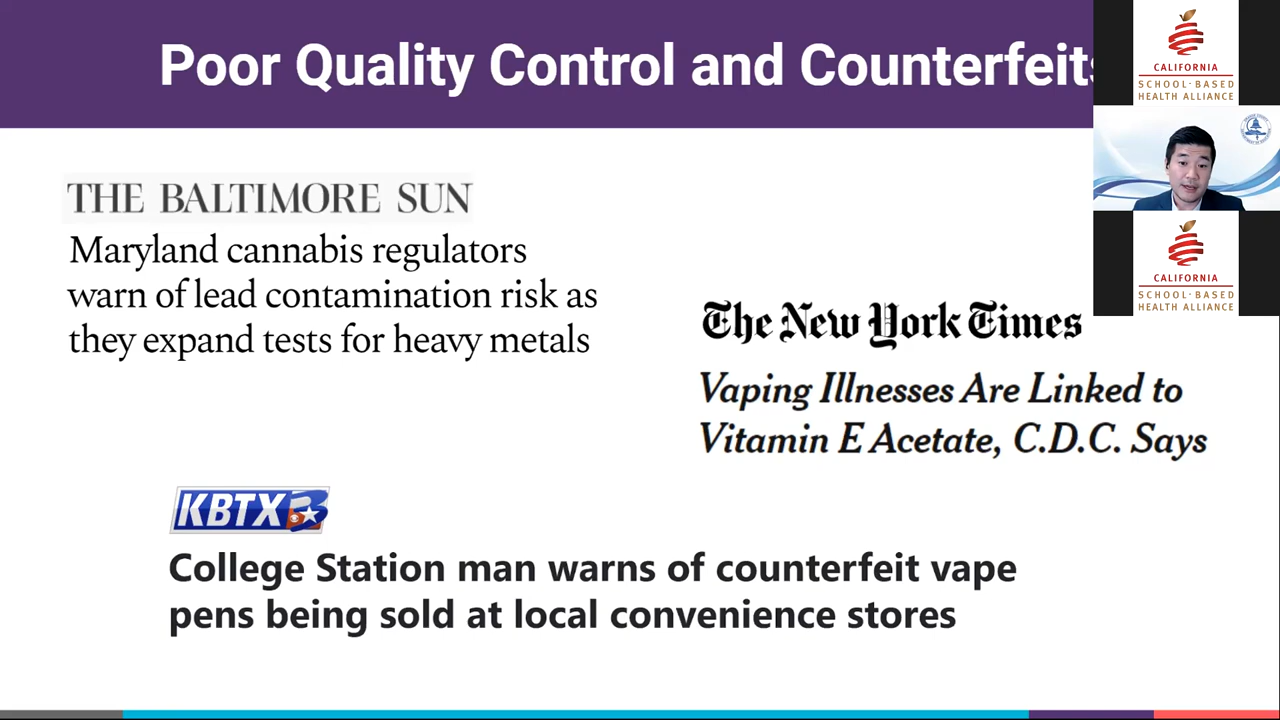 Poor Quality Control and Counterfeits
THE BALTIMORE SUN
Maryland cannabis regulators
warn of lead contamination risk as
they expand tests for heavy metals
The New York Times
Vaping Illnesses Are Linked to
Vitamin E Acetate, C.D.C. Says
KBTX 3
College Station man warns of counterfeit vape
pens being sold at local convenience stores
CALIFORNIA
SCHOOL-BASED
HEALTH ALLIANCE
CALIFORNIA
SCHOOL-BASED
HEALTH ALLIANCE